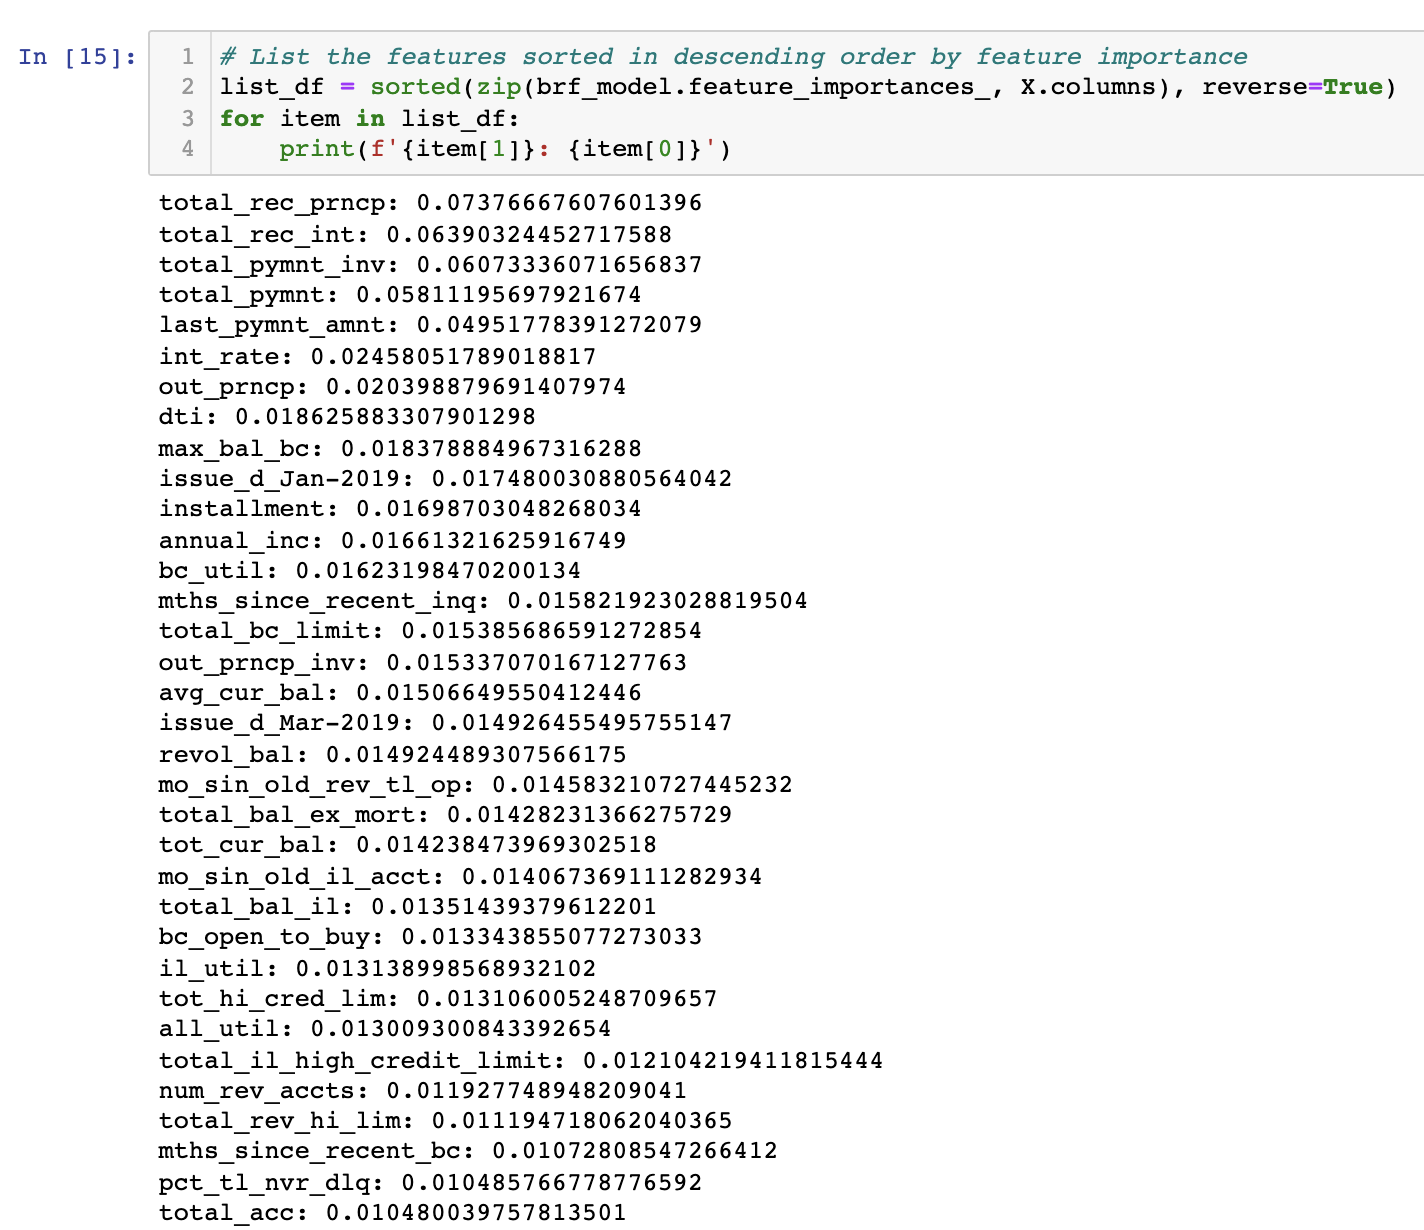 In [15]:
1 # List the features sorted in descending order by feature importance
2 list_df = sorted(zip(brf_model.feature_importances_, X.columns), reverse=True)
3 for item in list_df:
4     print(f'{item[1]}: {item[0]}')
total_rec_prncp: 0.07376667607601396
total_rec_int: 0.06390324452717588
total_pymnt_inv: 0.06073336071656837
total_pymnt: 0.05811195697921674
last_pymnt_amnt: 0.04951778391272079
int_rate: 0.02458051789018817
out_prncp: 0.020398879691407974
dti: 0.018625883307901298
max_bal_bc: 0.018378884967316288
issue_d_Jan-2019: 0.017480030880564042
installment: 0.01698703048268034
annual_inc: 0.01661321625916749
bc_util: 0.01623198470200134
mths_since_recent_inq: 0.015821923028819504
total_bc_limit: 0.015385686591272854
out_prncp_inv: 0.015337070167127763
avg_cur_bal: 0.01506649550412446
issue_d_Mar-2019: 0.014926455495755147
revol_bal: 0.014924489307566175
mo_sin_old_rev_tl_op: 0.014583210727445232
total_bal_ex_mort: 0.01428231366275729
tot_cur_bal: 0.014238473969302518
mo_sin_old_il_acct: 0.014067369111282934
total_bal_il: 0.01351439379612201
bc_open_to_buy: 0.013343855077273033
il_util: 0.013138998568932102
tot_hi_cred_lim: 0.013106005248709657
all_util: 0.013009300843392654
total_il_high_credit_limit: 0.012104219411815444
num_rev_accts: 0.011927748948209041
total_rev_hi_lim: 0.011194718062040365
mths_since_recent_bc: 0.01072808547266412
pct_tl_nvr_dlq: 0.010485766778776592
total_acc: 0.010480039757813501